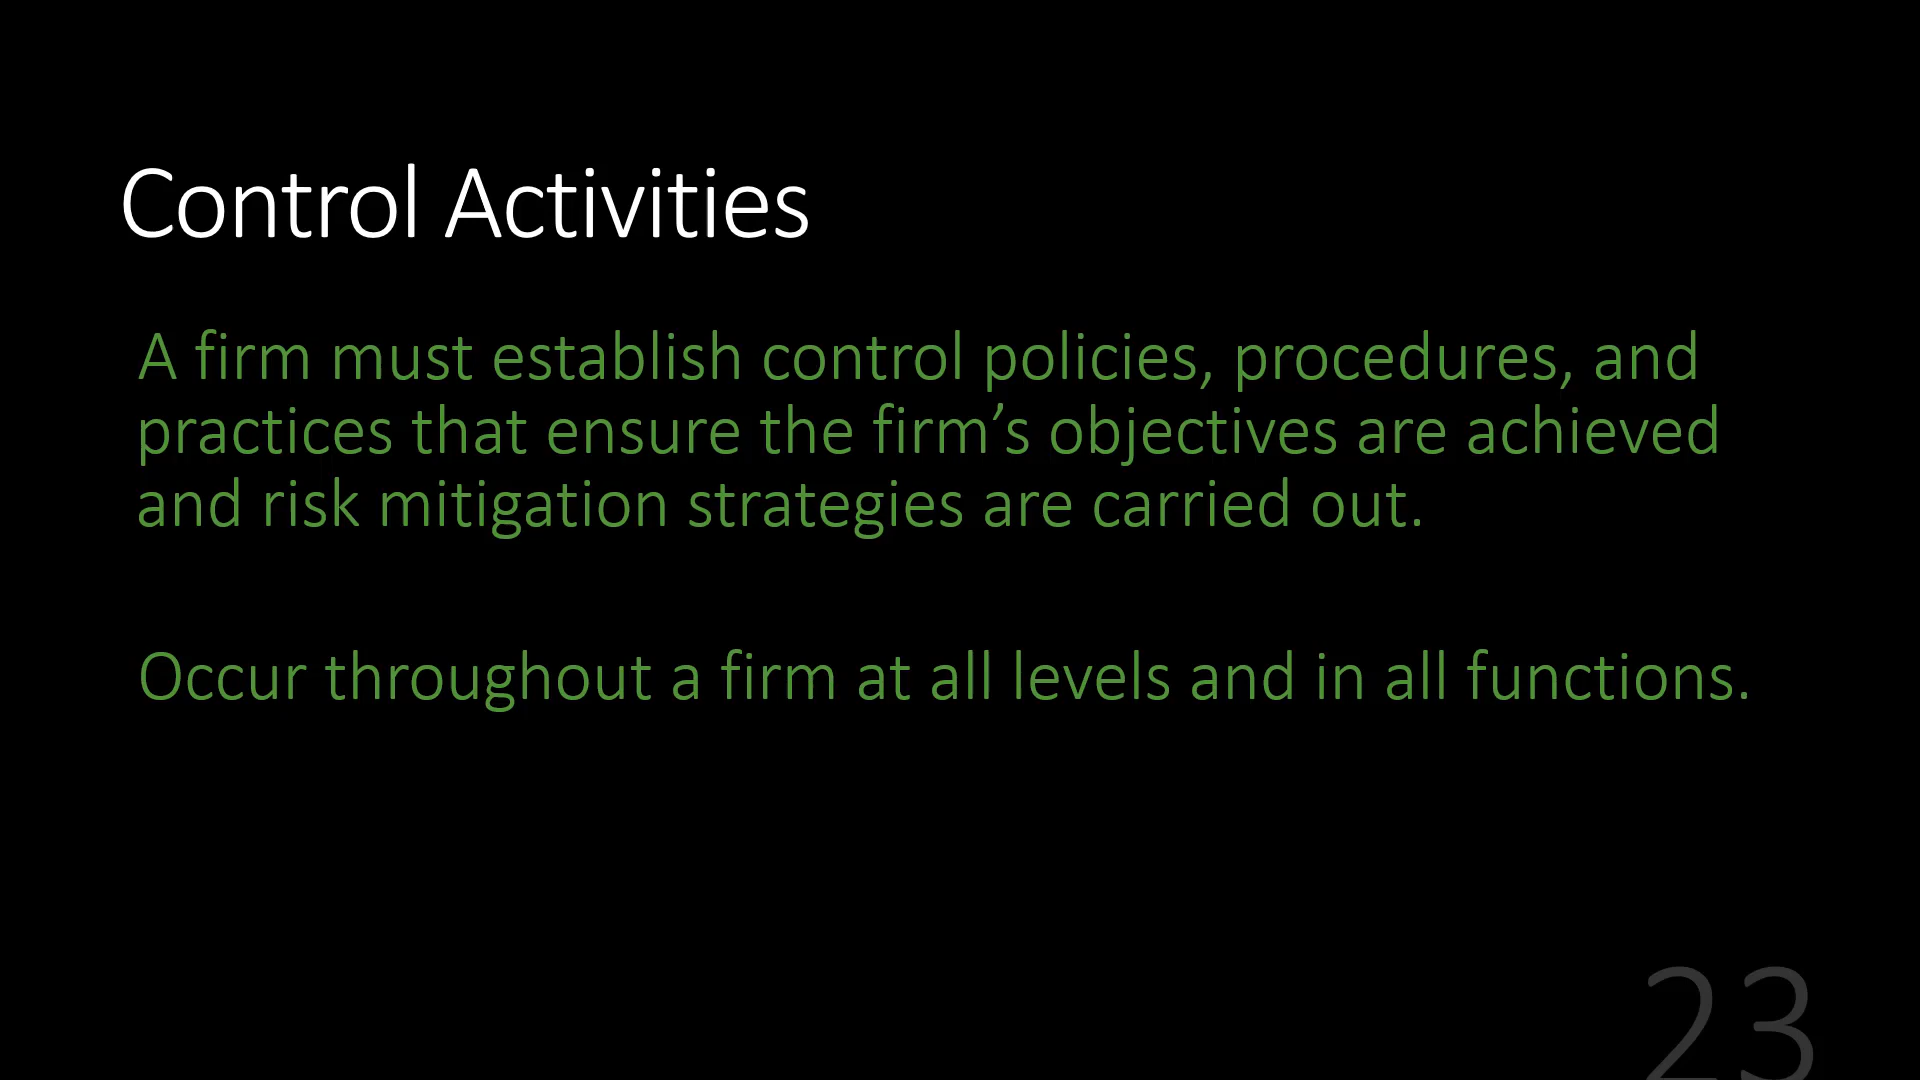 Control Activities
A firm must establish control policies, procedures, and
practices that ensure the firm’s objectives are achieved
and risk mitigation strategies are carried out.
Occur throughout a firm at all levels and in all functions.
23